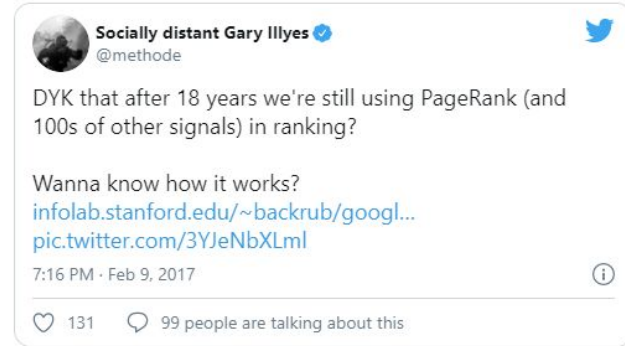 Socially distant Gary Illyes
@methode
DYK that after 18 years we're still using PageRank (and
100s of other signals) in ranking?
Wanna know how it works?
infolab.stanford.edu/~backrub/googl...
pic.twitter.com/3YJeNbXLml
7:16 PM · Feb 9, 2017
131 99 people are talking about this